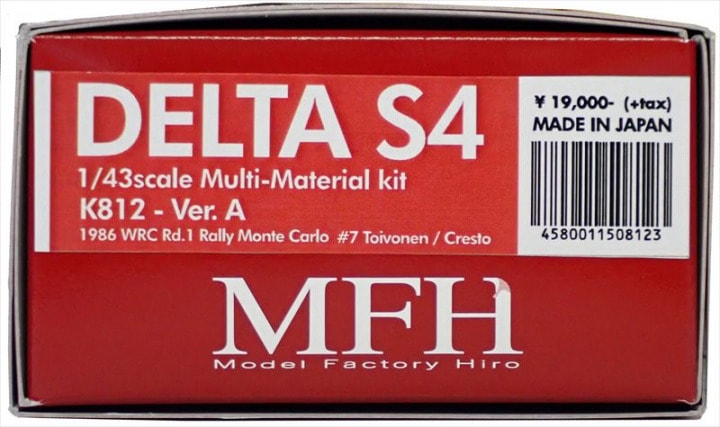 DELTA S4
1/43scale Multi-Material kit
K812 - Ver. A
1986 WRC Rd.1 Rally Monte Carlo #7 Toivonen / Cresto
¥ 19,000- (+tax)
MADE IN JAPAN
4580011508123
MFH
Model Factory Hiro